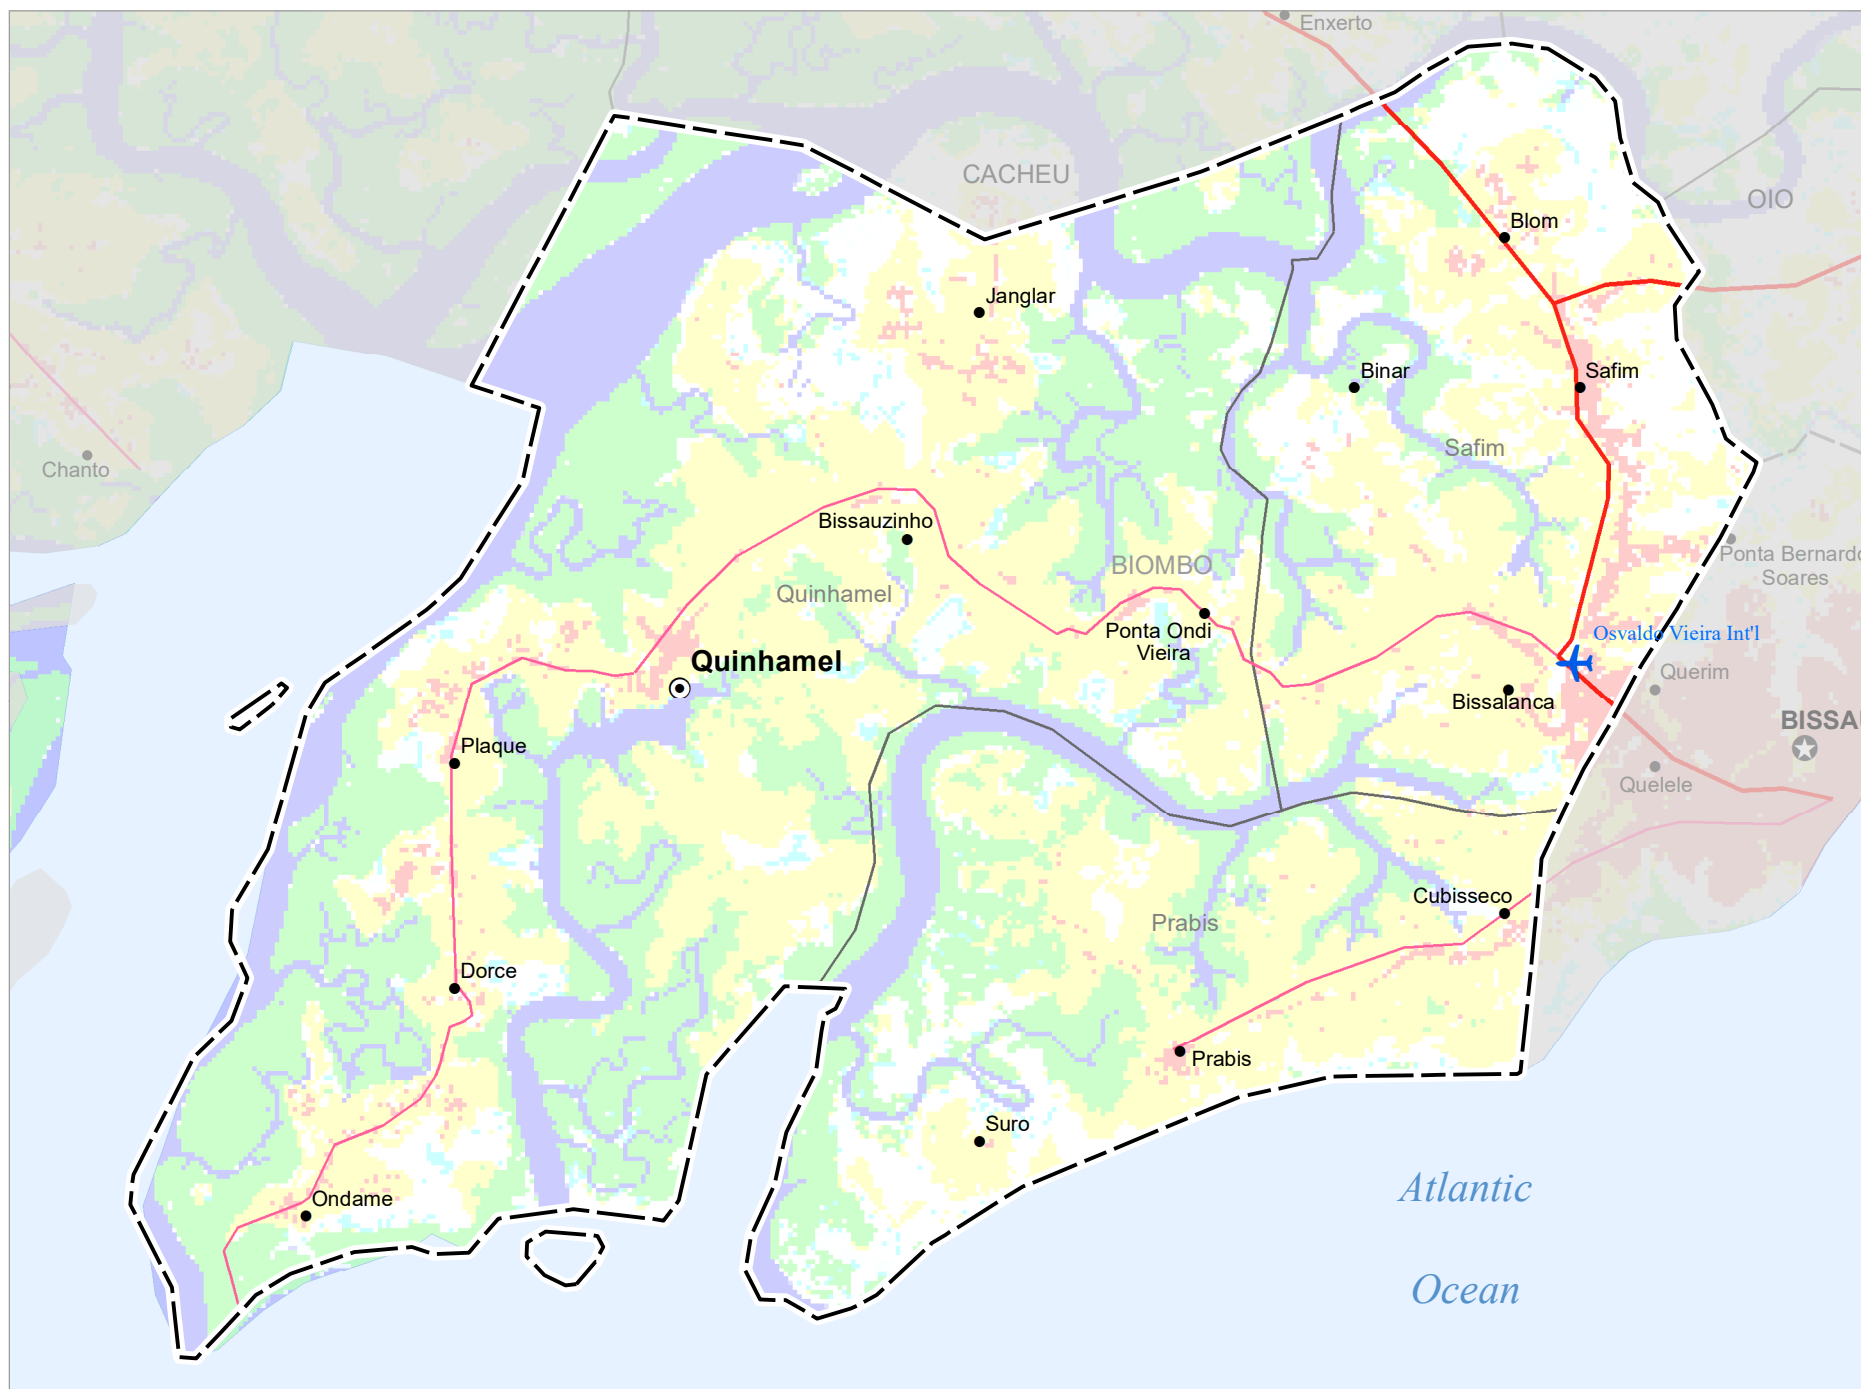 Enxerto
CACHEU
OIO
Blom
Janglar
Binar
Safim
Safim
Chanto
Bissauzinho
BIOMBO
Ponta Bernardo
Soares
Quinhamel
Ponta Ondi
Vieira
Osvaldo Vieira Int'l
Quinhamel
Querim
Bissalanca
BISSAU
Plaque
Quelele
Cubisseco
Prabis
Dorce
Prabis
Suro
Ondame
Atlantic
Ocean